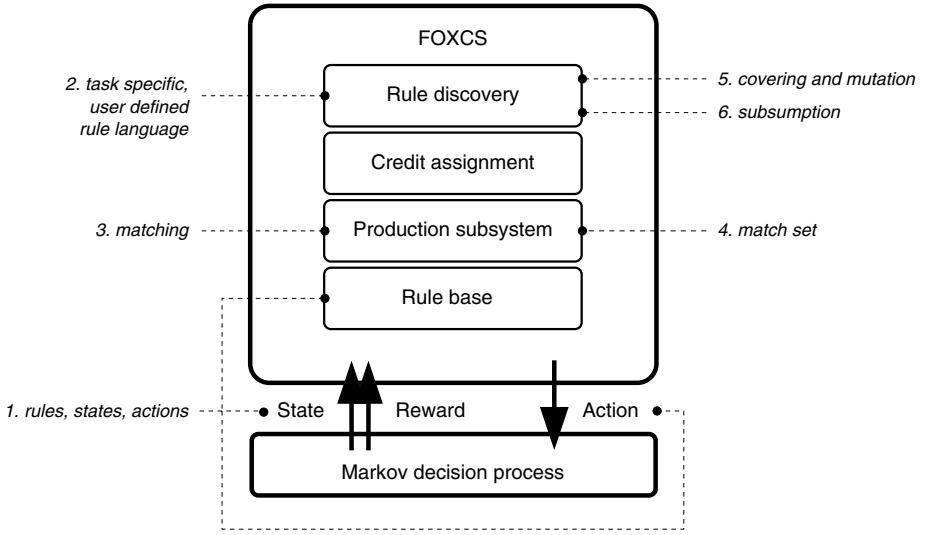 FOXCS
2. task specific,
user defined
rule language
Rule discovery
5. covering and mutation
6. subsumption
Credit assignment
3. matching
Production subsystem
4. match set
Rule base
1. rules, states, actions
State
Reward
Action
Markov decision process